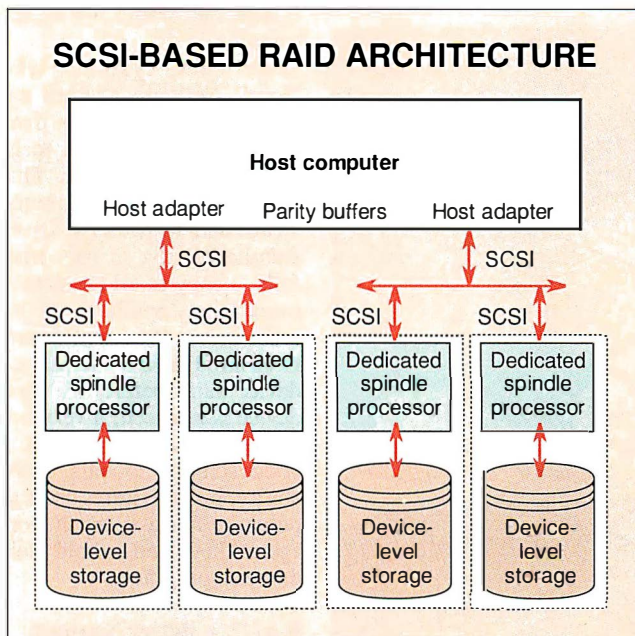 SCSI-BASED RAID ARCHITECTURE
Host computer
Host adapter Parity buffers Host adapter
SCSI SCSI
SCSI SCSI SCSI SCSI
Dedicated Dedicated Dedicated Dedicated
spindle spindle spindle spindle
processor processor processor processor
Device- Device- Device- Device-
level level level level
storage storage storage storage